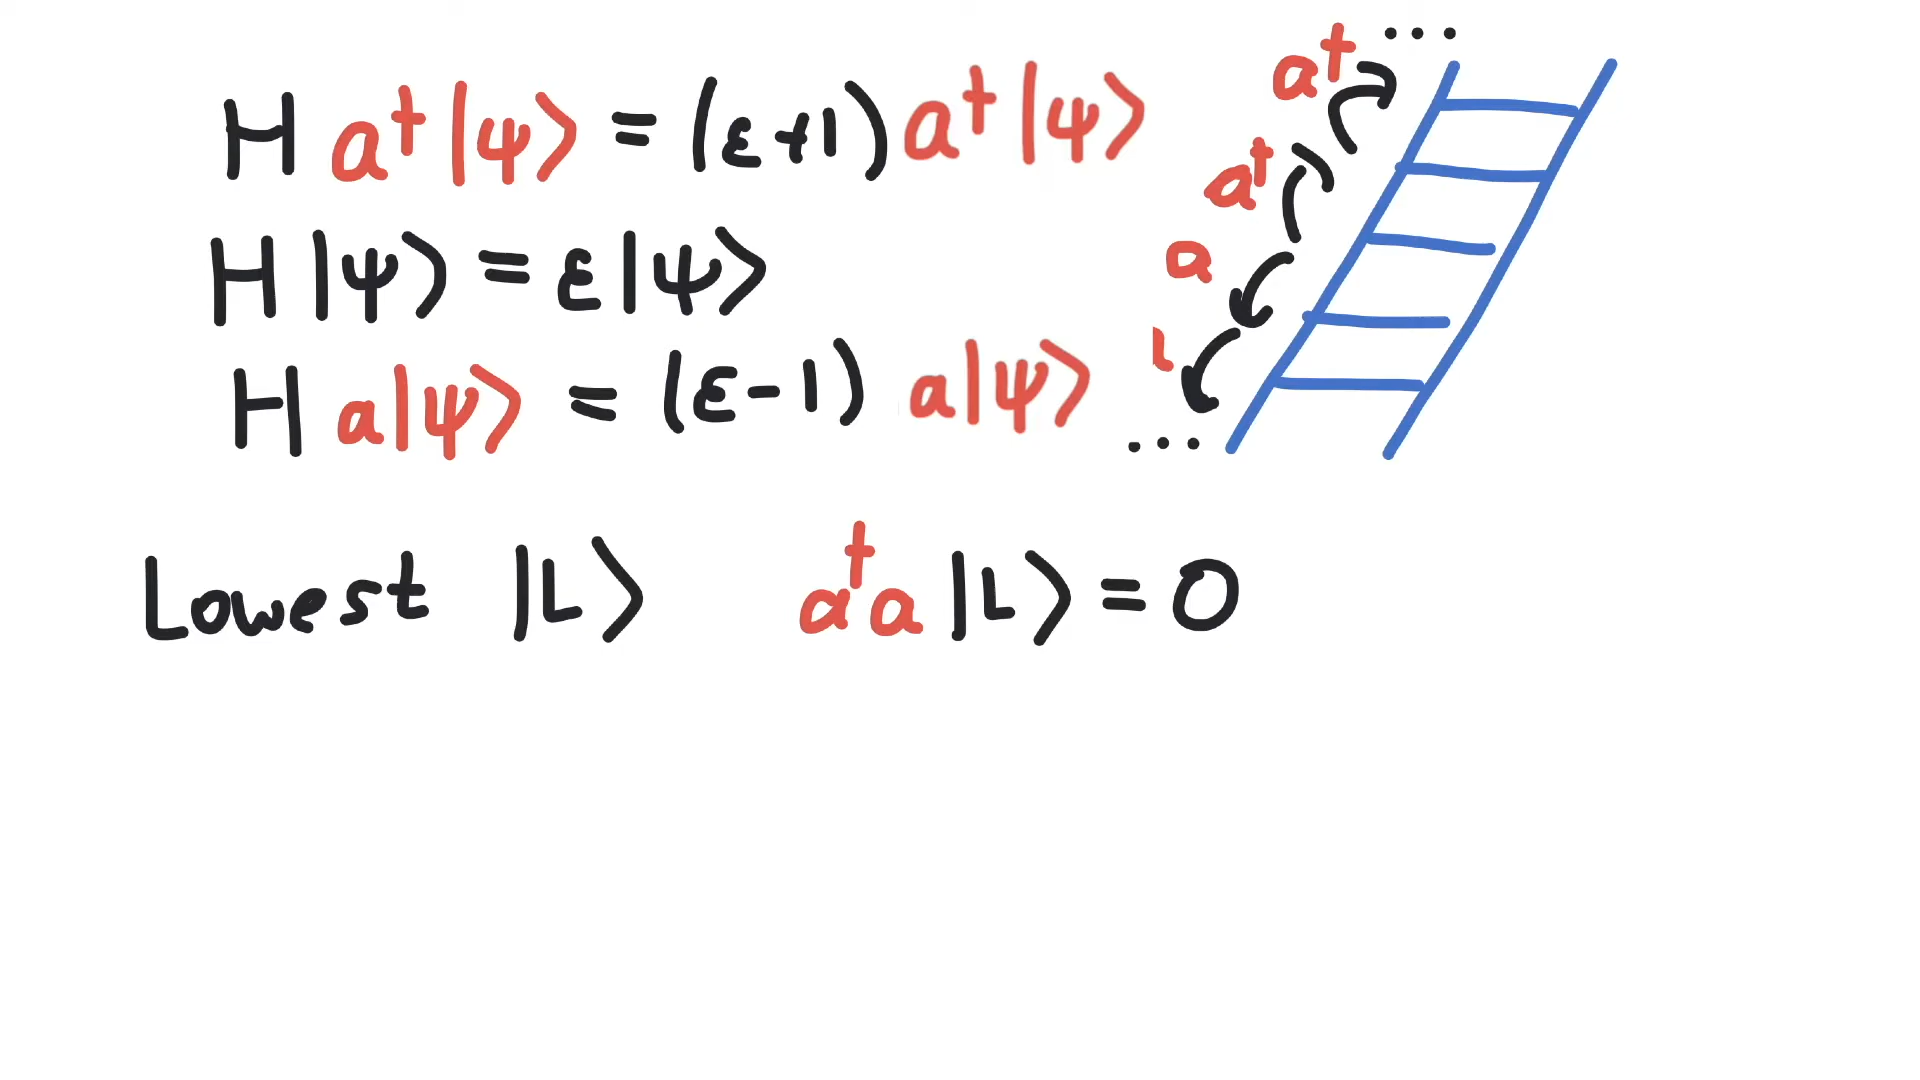 H a†|ψ⟩ = (ε+1) a†|ψ⟩
H |ψ⟩ = ε|ψ⟩
H a|ψ⟩ = (ε-1) a|ψ⟩
...
a†
a†
a
...
Lowest |L⟩ a†a|L⟩ = 0